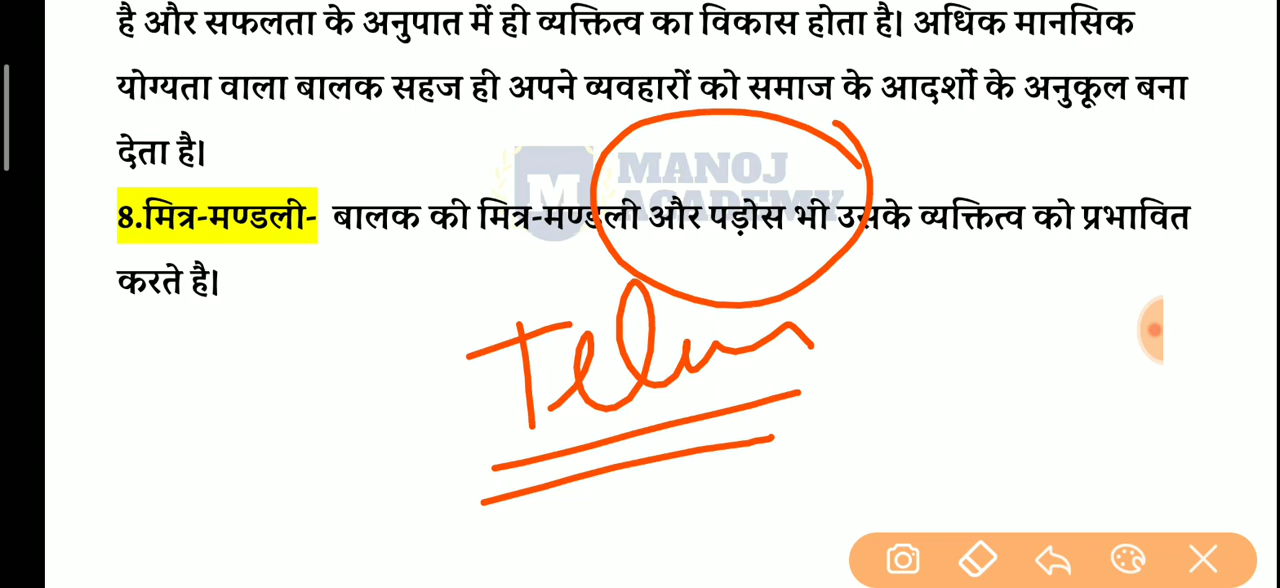 है और सफलता के अनुपात में ही व्यक्तित्व का विकास होता है। अधिक मानसिक
योग्यता वाला बालक सहज ही अपने व्यवहारों को समाज के आदर्शों के अनुकूल बना
देता है।
MANOJ
ACADEMY
M
8.मित्र-मण्डली- बालक की मित्र-मण्डली और पड़ोस भी उसके व्यक्तित्व को प्रभावित
करते है।